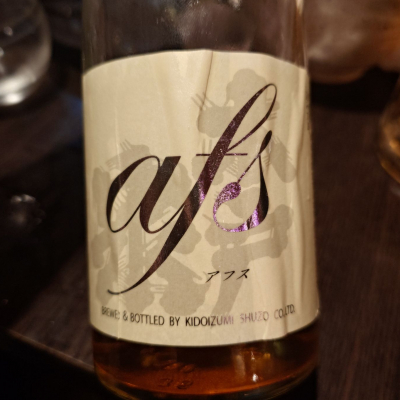 afs
アフス
BREWED & BOTTLED BY KIDOIZUMI SHUZO CO.,LTD.